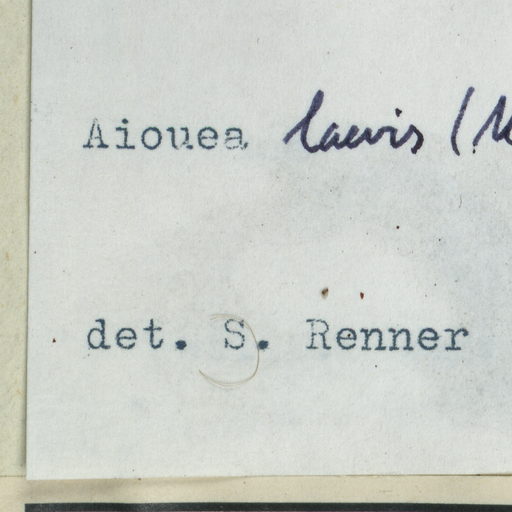 Aiouea laevis
det. S. Renner